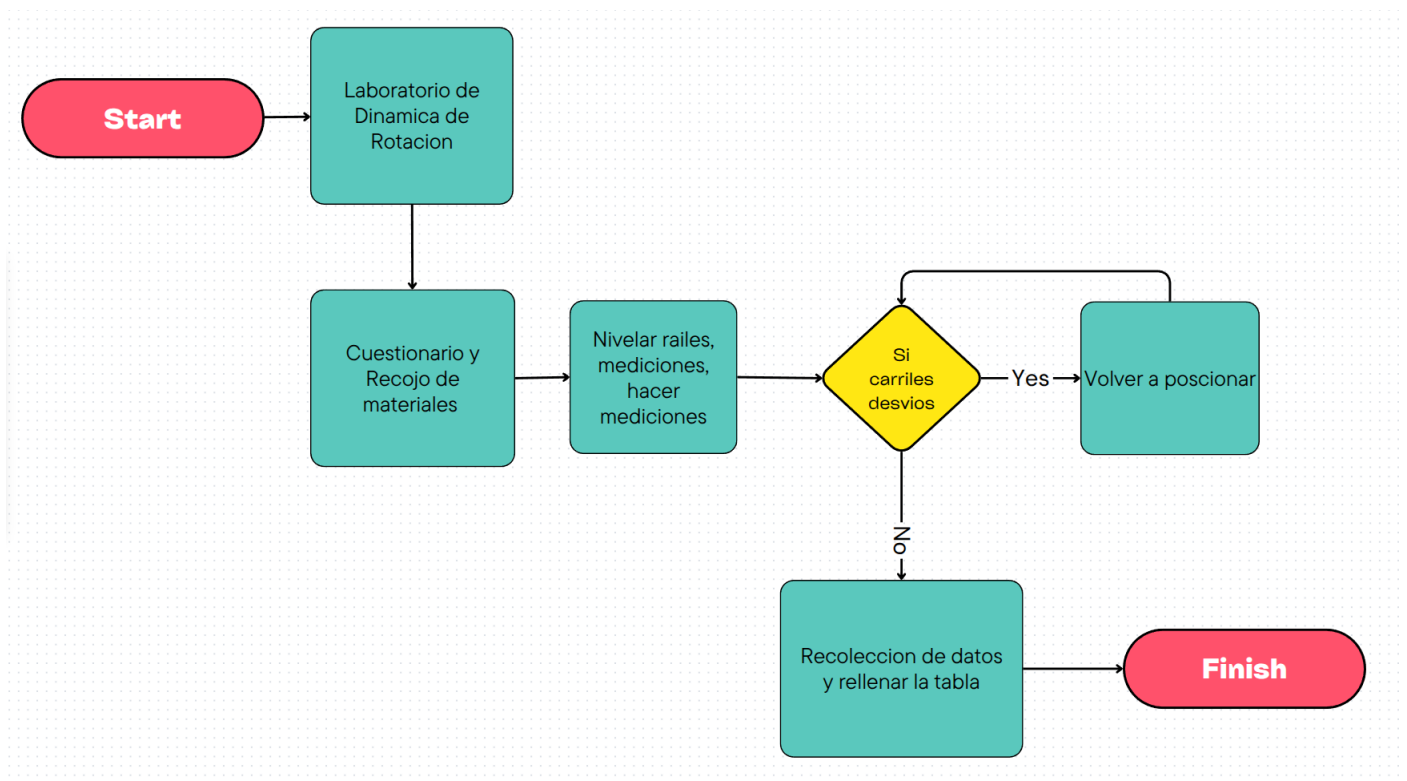 Start
Laboratorio de
Dinamica de
Rotacion
Cuestionario y
Recojo de
materiales
Nivelar railes,
mediciones,
hacer
mediciones
Si
carriles
desvios
Yes
Volver a poscionar
No
Recoleccion de datos
y rellenar la tabla
Finish